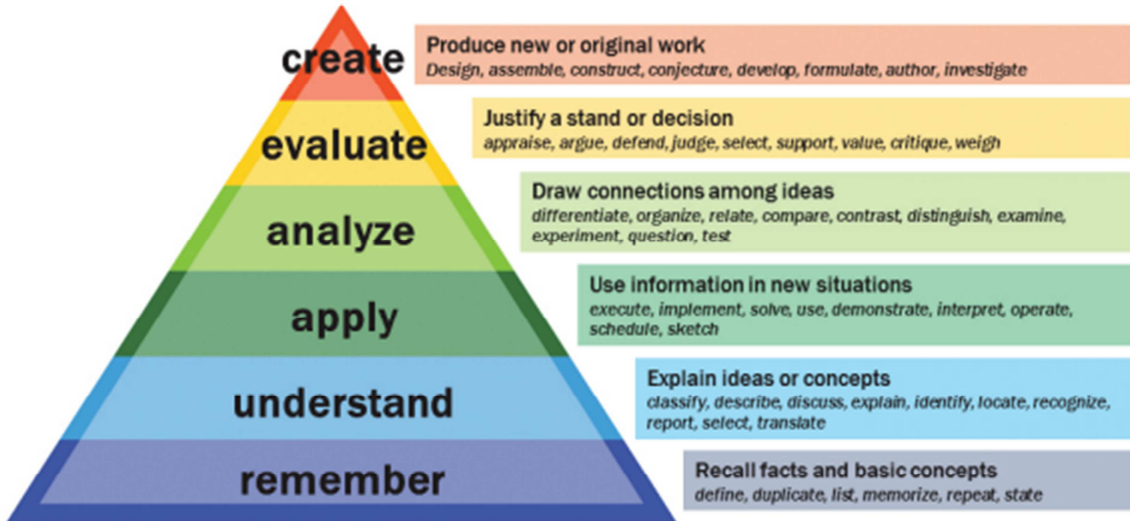 create
Produce new or original work
Design, assemble, construct, conjecture, develop, formulate, author, investigate
evaluate
Justify a stand or decision
appraise, argue, defend, judge, select, support, value, critique, weigh
analyze
Draw connections among ideas
differentiate, organize, relate, compare, contrast, distinguish, examine,
experiment, question, test
apply
Use information in new situations
execute, implement, solve, use, demonstrate, interpret, operate,
schedule, sketch
understand
Explain ideas or concepts
classify, describe, discuss, explain, identify, locate, recognize,
report, select, translate
remember
Recall facts and basic concepts
define, duplicate, list, memorize, repeat, state